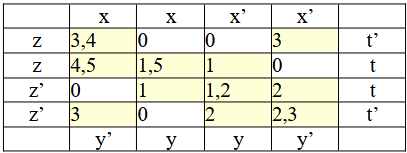 x x x’ x’
z 3,4 0 0 3 t’
z 4,5 1,5 1 0 t
z’ 0 1 1,2 2 t
z’ 3 0 2 2,3 t’
y’ y y y’